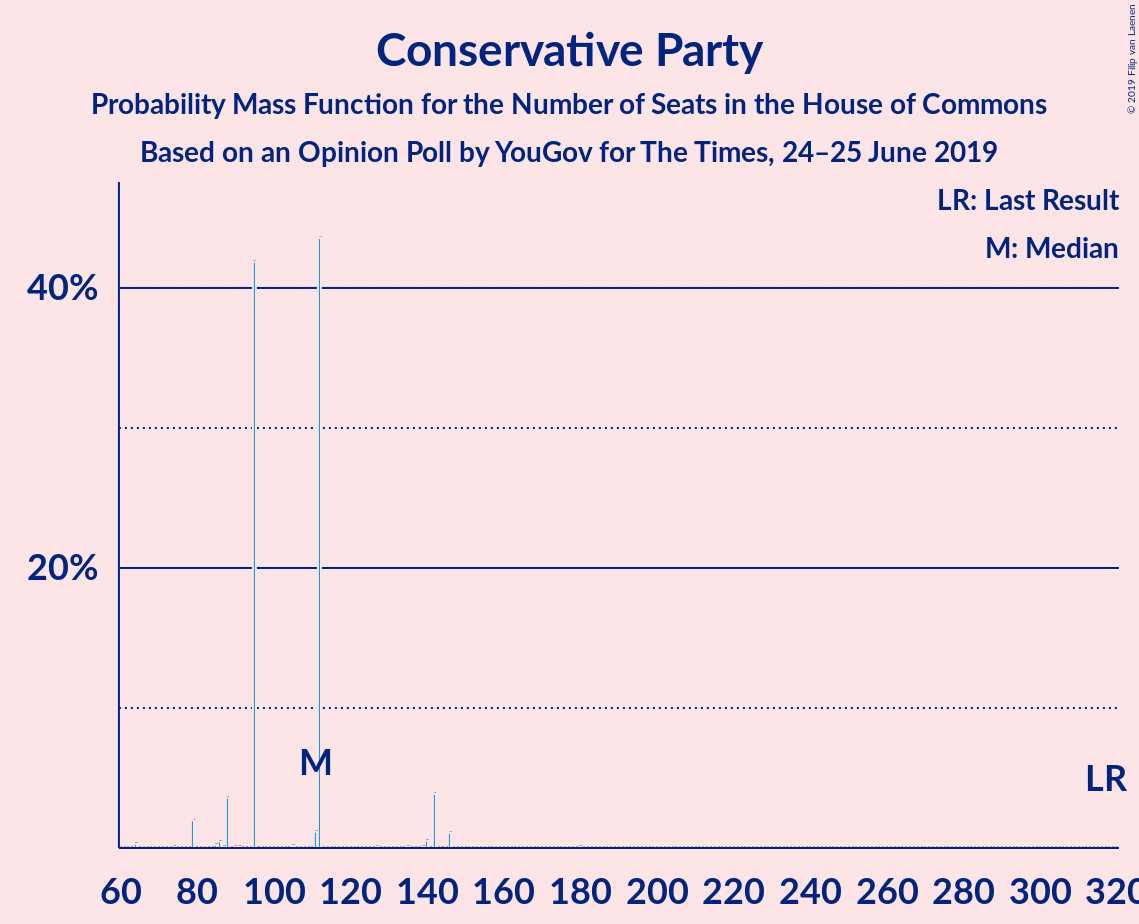 Conservative Party
Probability Mass Function for the Number of Seats in the House of Commons
Based on an Opinion Poll by YouGov for The Times, 24–25 June 2019
© 2019 Filip van Laenen
LR: Last Result
M: Median
40%
20%
M
LR
60 80 100 120 140 160 180 200 220 240 260 280 300 320